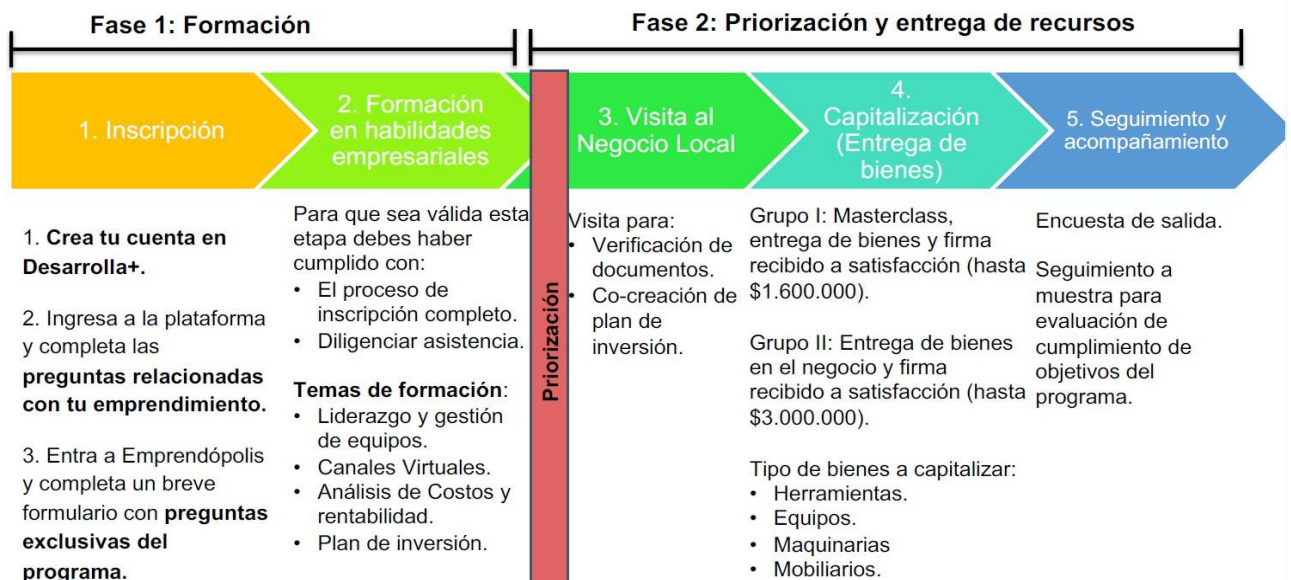 Fase 1: Formación
Fase 2: Priorización y entrega de recursos
1. Inscripción
2. Formación
en habilidades
empresariales
Priorización
3. Visita al
Negocio Local
4.
Capitalización
(Entrega de
bienes)
5. Seguimiento y
acompañamiento
1. Crea tu cuenta en
Desarrolla+.
2. Ingresa a la plataforma
y completa las
preguntas relacionadas
con tu emprendimiento.
3. Entra a Emprendópolis
y completa un breve
formulario con preguntas
exclusivas del
programa.
Para que sea válida esta
etapa debes haber
cumplido con:
• El proceso de
inscripción completo.
• Diligenciar asistencia.
Temas de formación:
• Liderazgo y gestión
de equipos.
• Canales Virtuales.
• Análisis de Costos y
rentabilidad.
• Plan de inversión.
Visita para:
• Verificación de
documentos.
• Co-creación de
plan de
inversión.
Grupo I: Masterclass,
entrega de bienes y firma
recibido a satisfacción (hasta
$1.600.000).
Grupo II: Entrega de bienes
en el negocio y firma
recibido a satisfacción (hasta
$3.000.000).
Tipo de bienes a capitalizar:
• Herramientas.
• Equipos.
• Maquinarias
• Mobiliarios.
Encuesta de salida.
Seguimiento a
muestra para
evaluación de
cumplimiento de
objetivos del
programa.